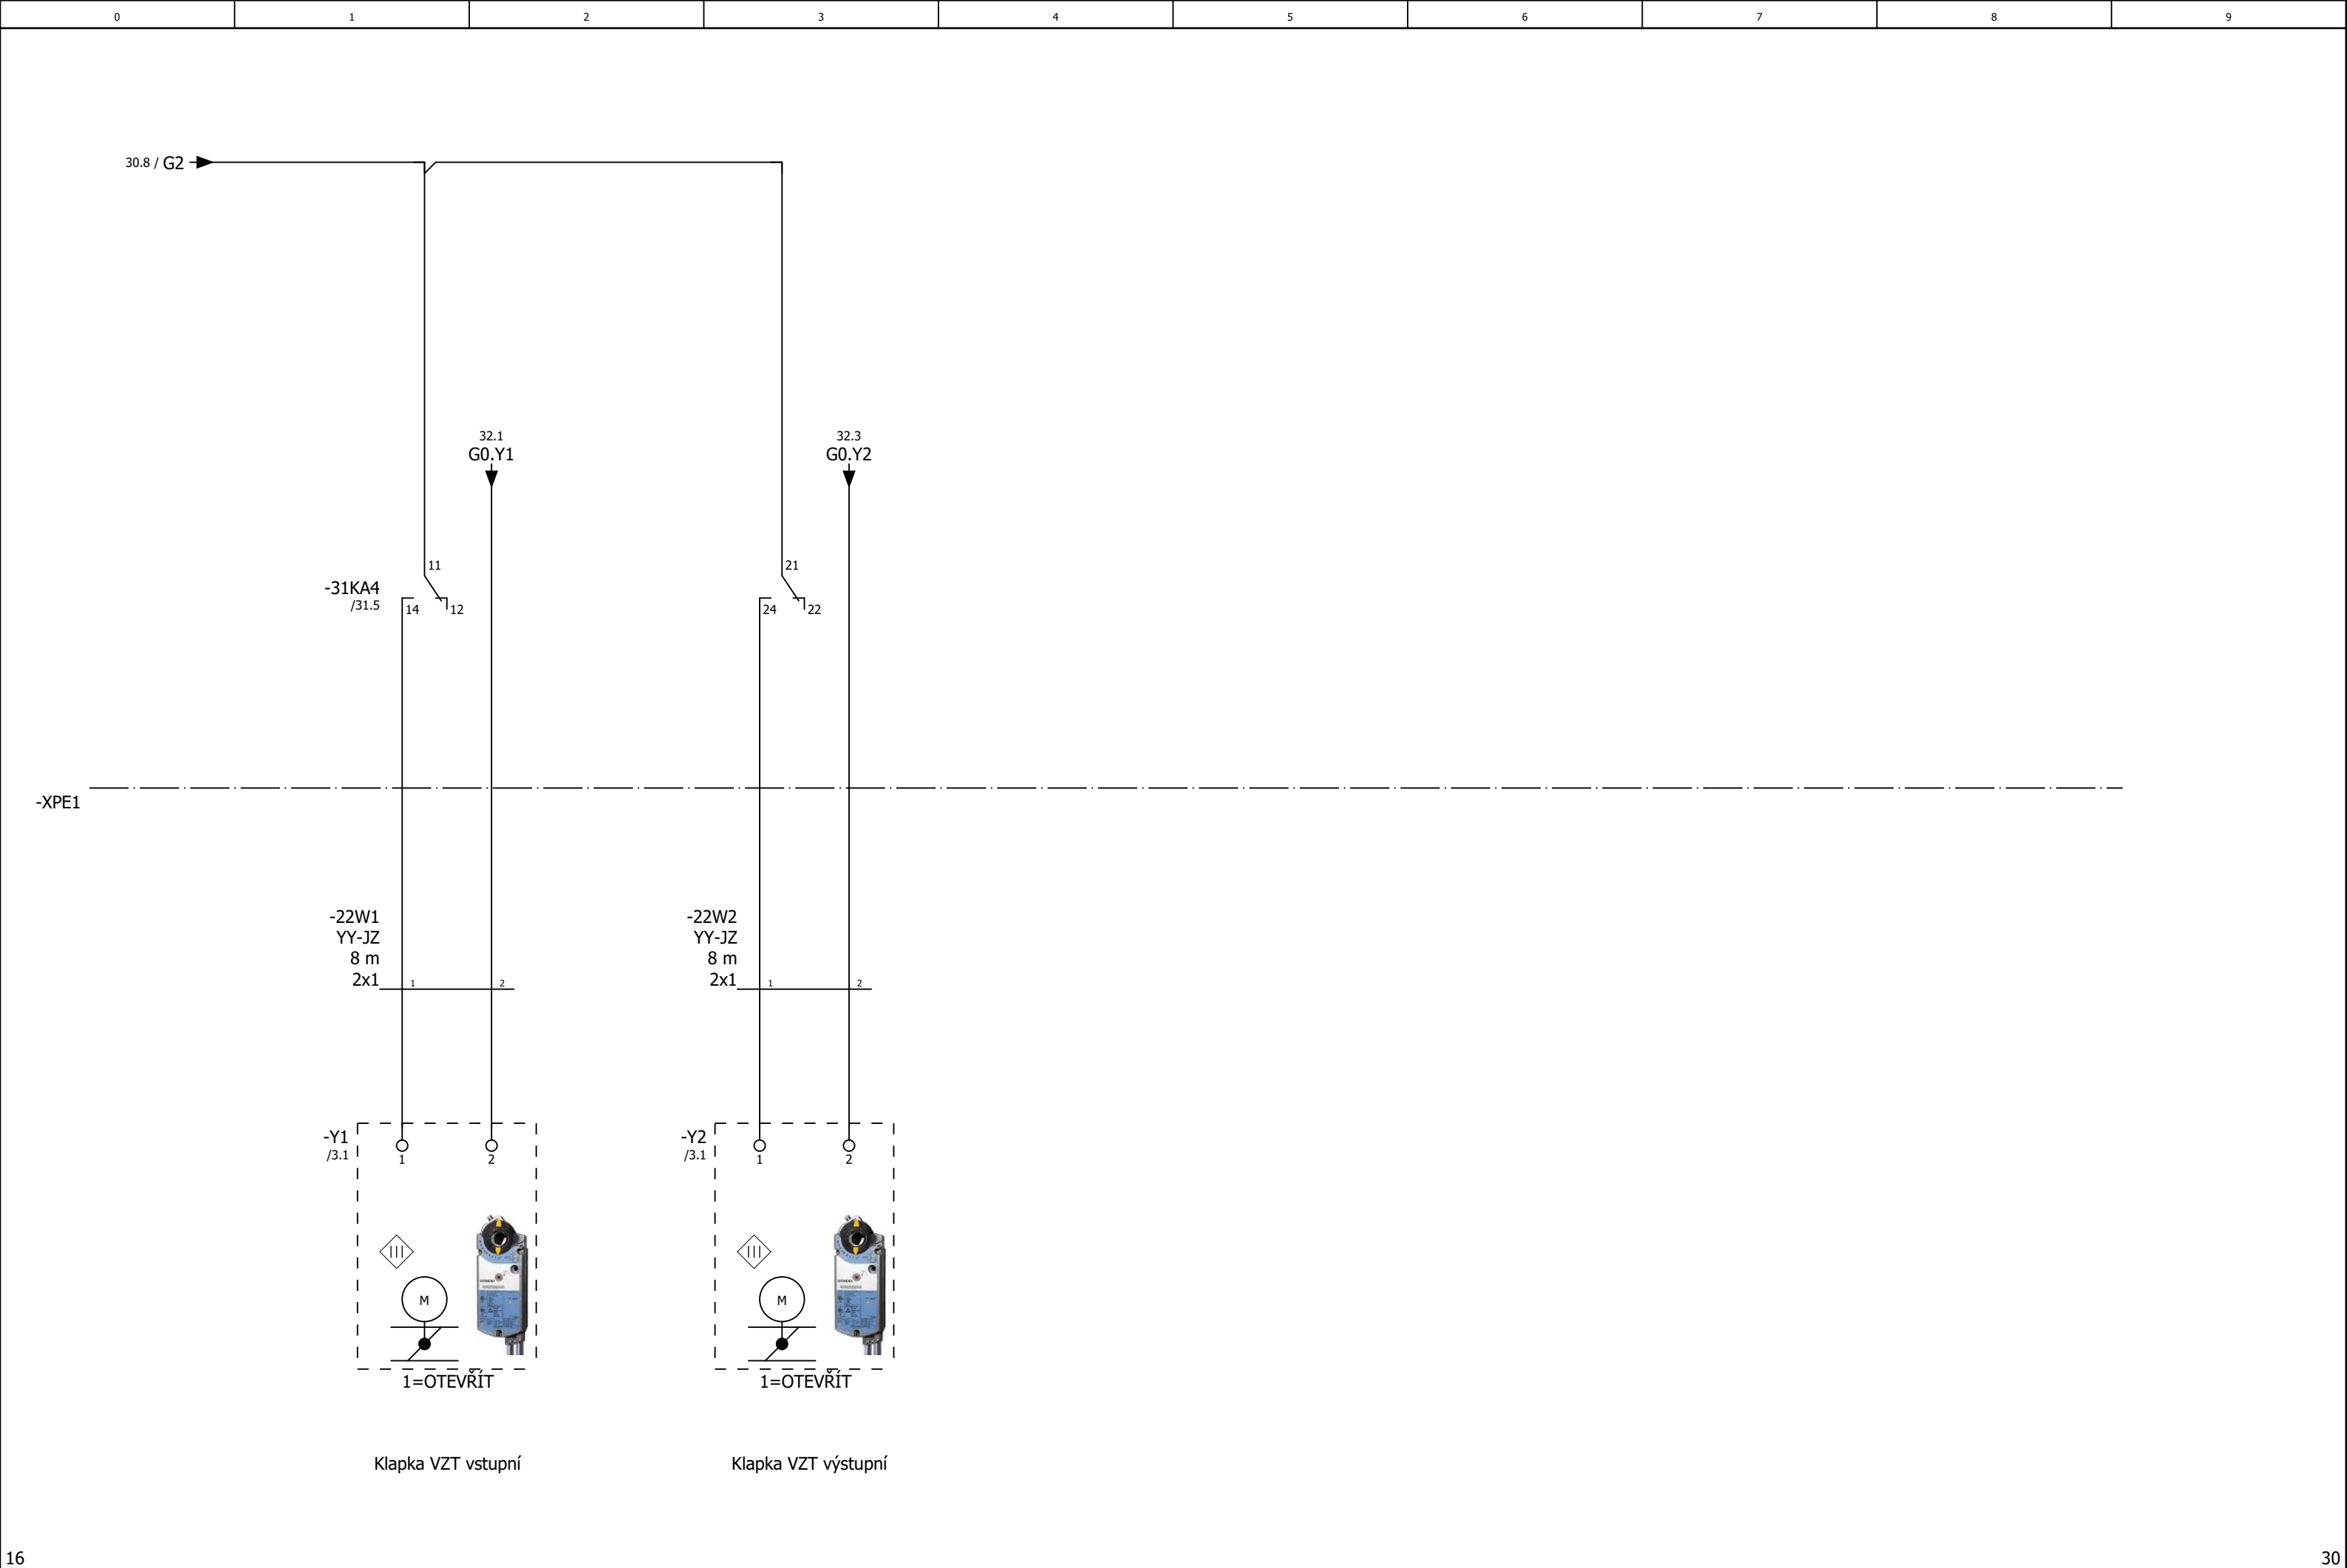 0 1 2 3 4 5 6 7 8 9
30.8 / G2
32.1
G0.Y1
32.3
G0.Y2
11
21
-31KA4
/31.5
14 12
24 22
-XPE1
-22W1
YY-JZ
8 m
2x1
1 2
-22W2
YY-JZ
8 m
2x1
1 2
-Y1
/3.1
1 2
-Y2
/3.1
1 2
M
M
1=OTEVŘÍT
1=OTEVŘÍT
Klapka VZT vstupní
Klapka VZT výstupní
16
30